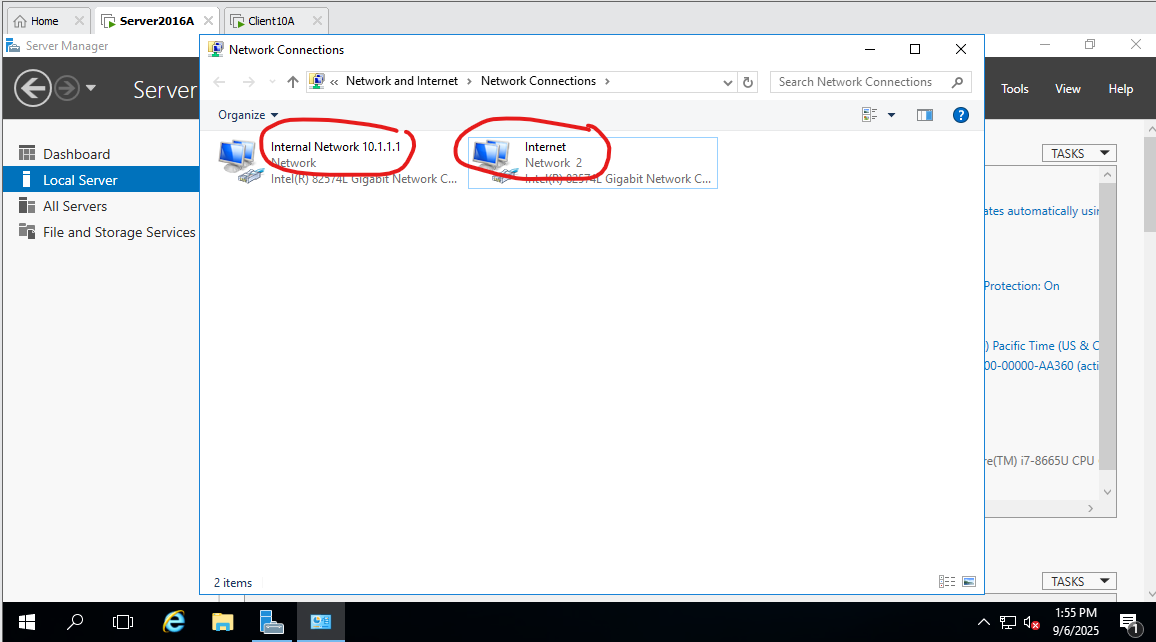 Home
Server2016A
Client10A
Server Manager
Network Connections
« Network and Internet > Network Connections >
Search Network Connections
Server
Tools
View
Help
Organize
Internal Network 10.1.1.1
Network
Intel(R) 82574L Gigabit Network C...
Internet
Network 2
Intel(R) 82574L Gigabit Network C...
Dashboard
Local Server
All Servers
File and Storage Services
TASKS
ates automatically usin
Protection: On
) Pacific Time (US & C
00-00000-AA360 (acti
re(TM) i7-8665U CPU
2 items
TASKS
1:55 PM
9/6/2025
1